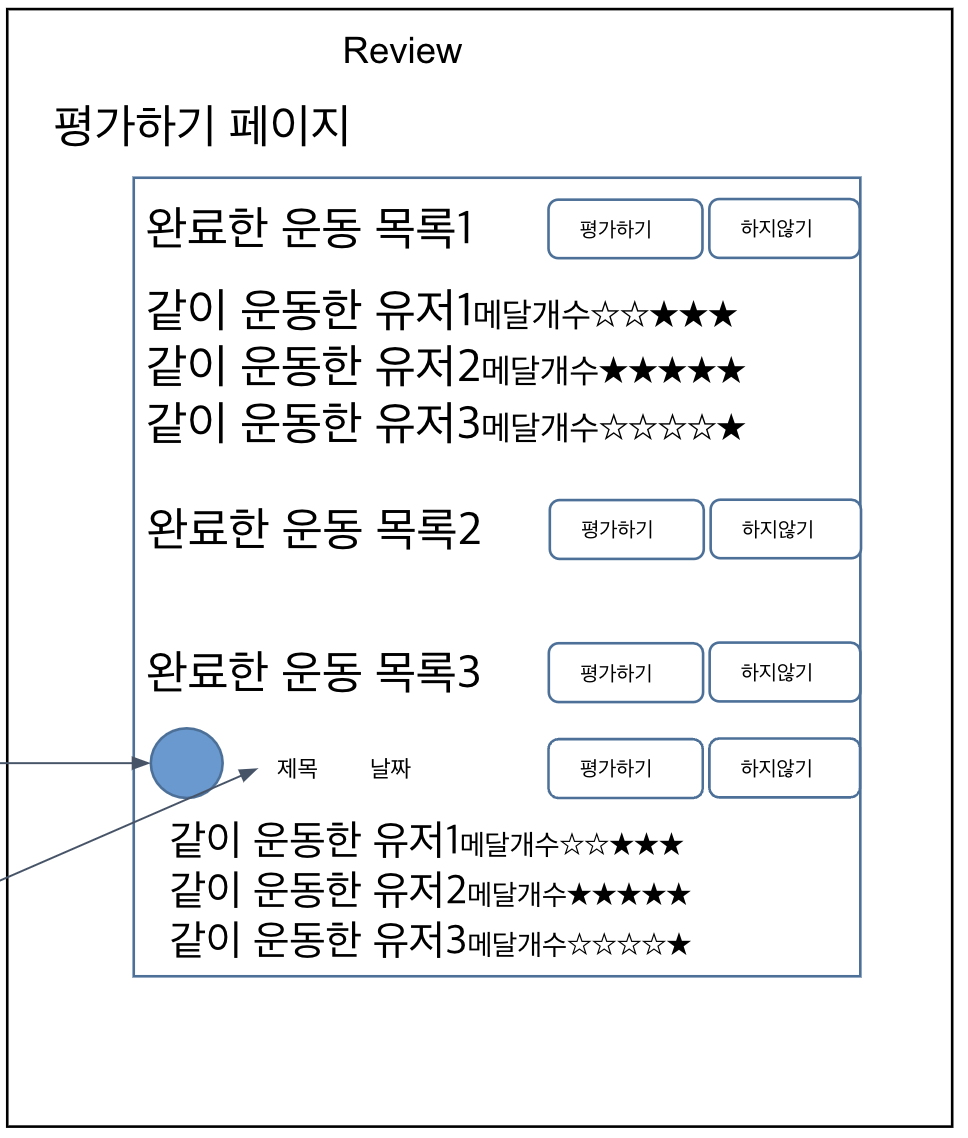 Review
평가하기 페이지
완료한 운동 목록1 평가하기 하지않기
같이 운동한 유저1메달개수☆☆★★★
같이 운동한 유저2메달개수★★★★★
같이 운동한 유저3메달개수☆☆☆☆★
완료한 운동 목록2 평가하기 하지않기
완료한 운동 목록3 평가하기 하지않기
제목 날짜 평가하기 하지않기
같이 운동한 유저1메달개수☆☆★★★
같이 운동한 유저2메달개수★★★★★
같이 운동한 유저3메달개수☆☆☆☆★